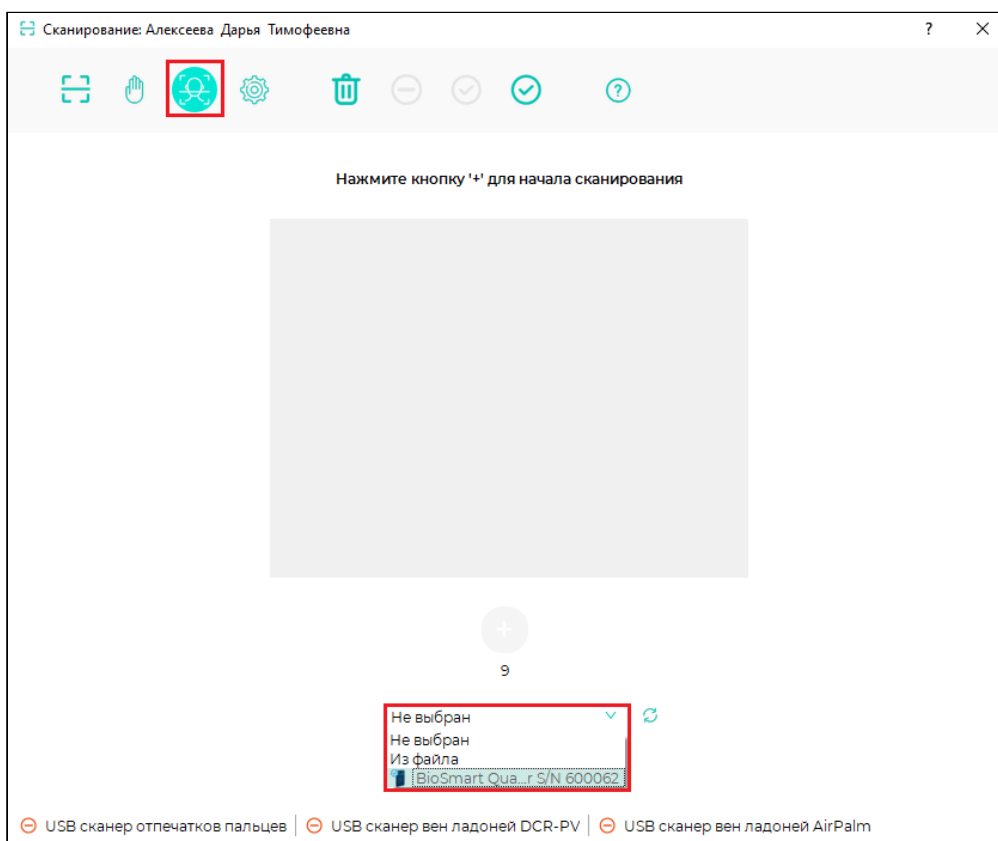 Сканирование: Алексеева Дарья Тимофеевна
Нажмите кнопку '+' для начала сканирования
9
Не выбран
Не выбран
Из файла
BioSmart Qua...r S/N 600062
USB сканер отпечатков пальцев USB сканер вен ладоней DCR-PV USB сканер вен ладоней AirPalm